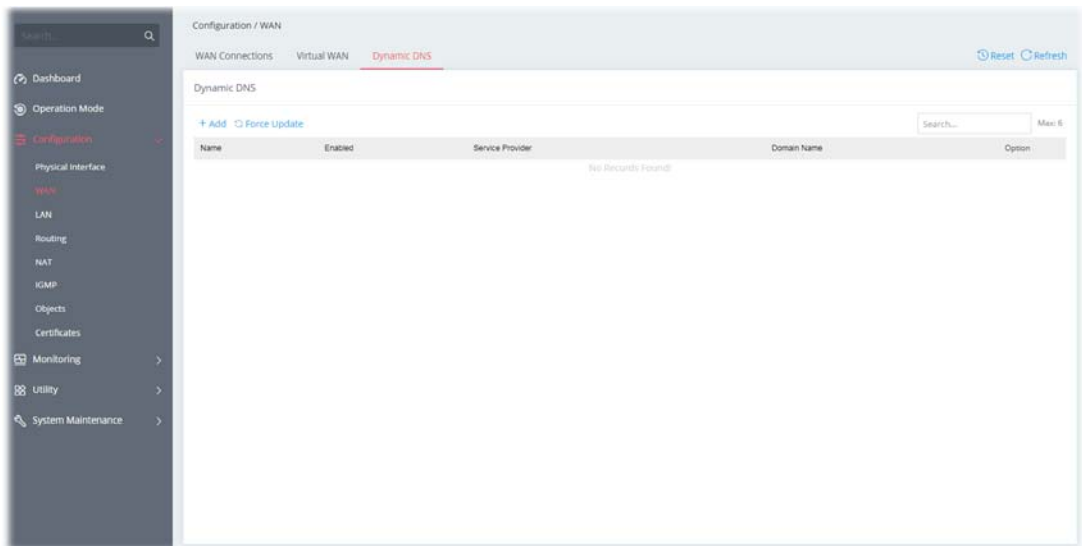 Search...
Dashboard
Operation Mode
Configuration
Physical Interface
WAN
LAN
Routing
NAT
IGMP
Objects
Certificates
Monitoring
Utility
System Maintenance
Configuration / WAN
WAN Connections Virtual WAN Dynamic DNS Reset Refresh
Dynamic DNS
+ Add Force Update Search... Max: 6
Name Enabled Service Provider Domain Name Option
No Records Found!